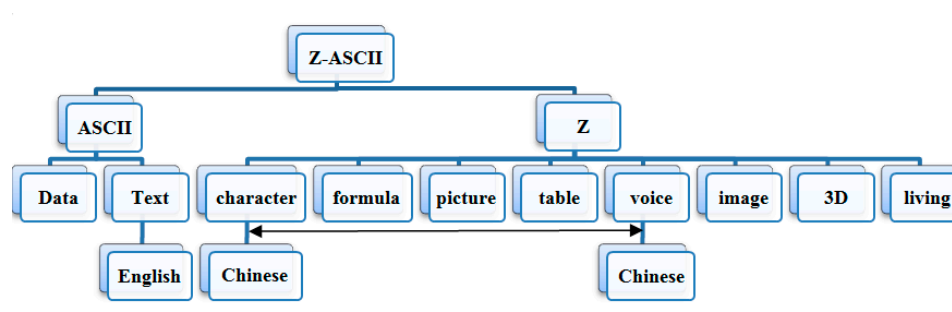 Z-ASCII
ASCII
Z
Data
Text
character
formula
picture
table
voice
image
3D
living
English
Chinese
Chinese